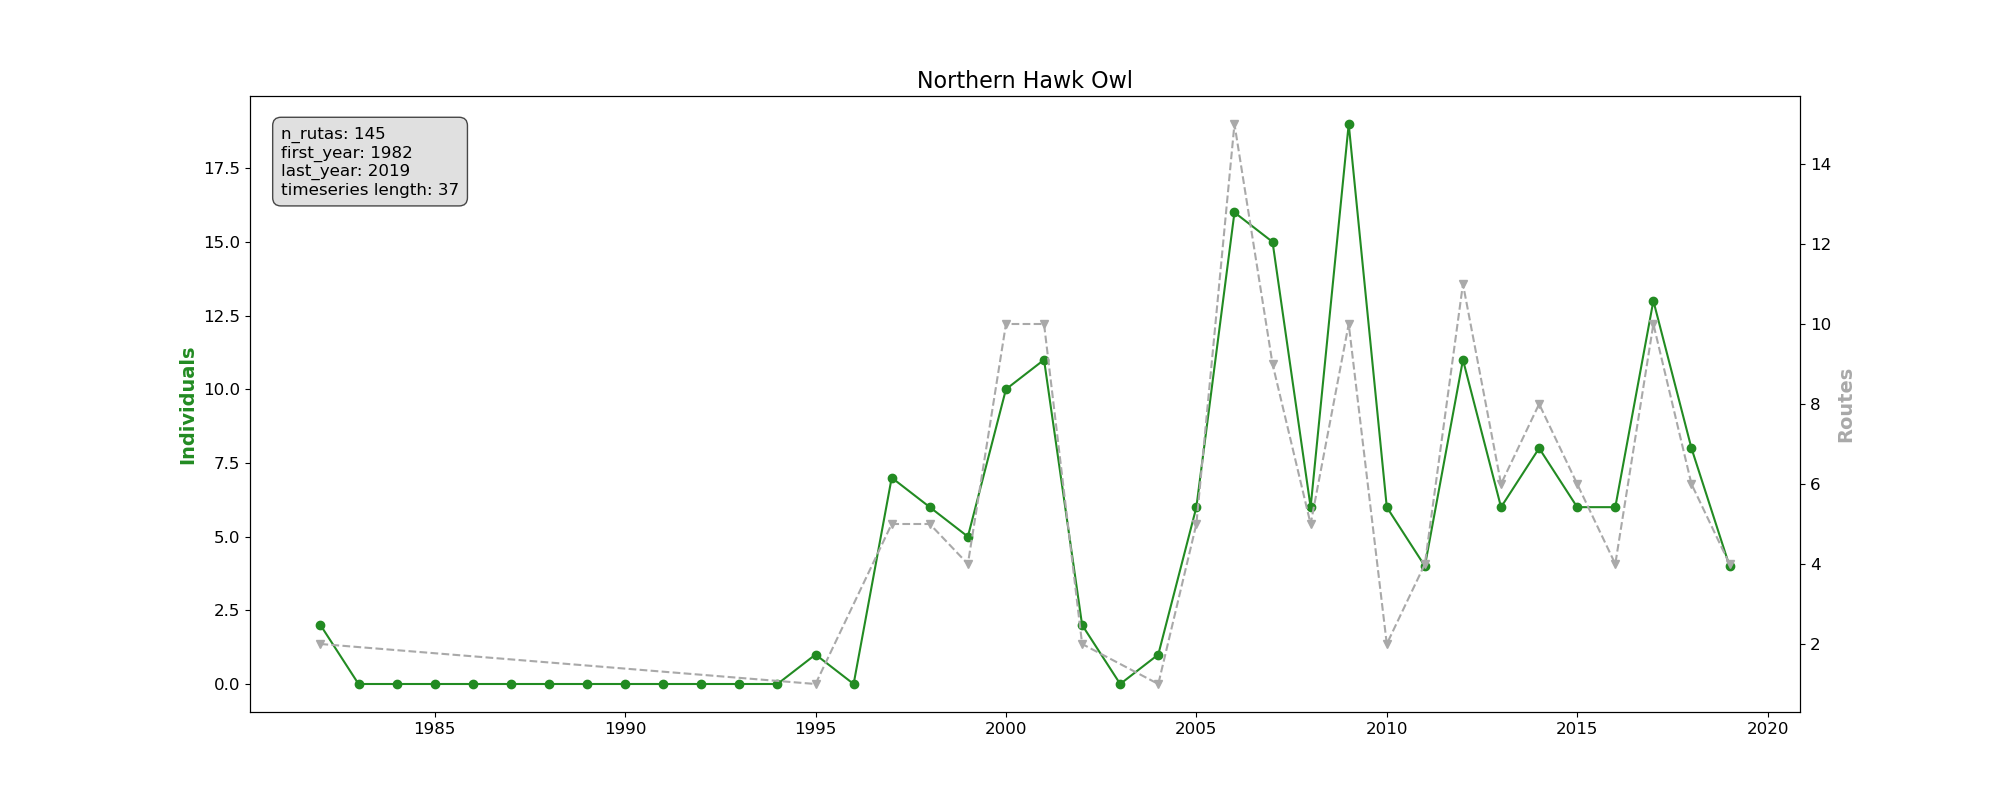 Northern Hawk Owl
n_rutas: 145
first_year: 1982
last_year: 2019
timeseries length: 37
Individuals
17.5
15.0
12.5
10.0
7.5
5.0
2.5
0.0
14
12
10
8
6
4
2
Routes
1985 1990 1995 2000 2005 2010 2015 2020